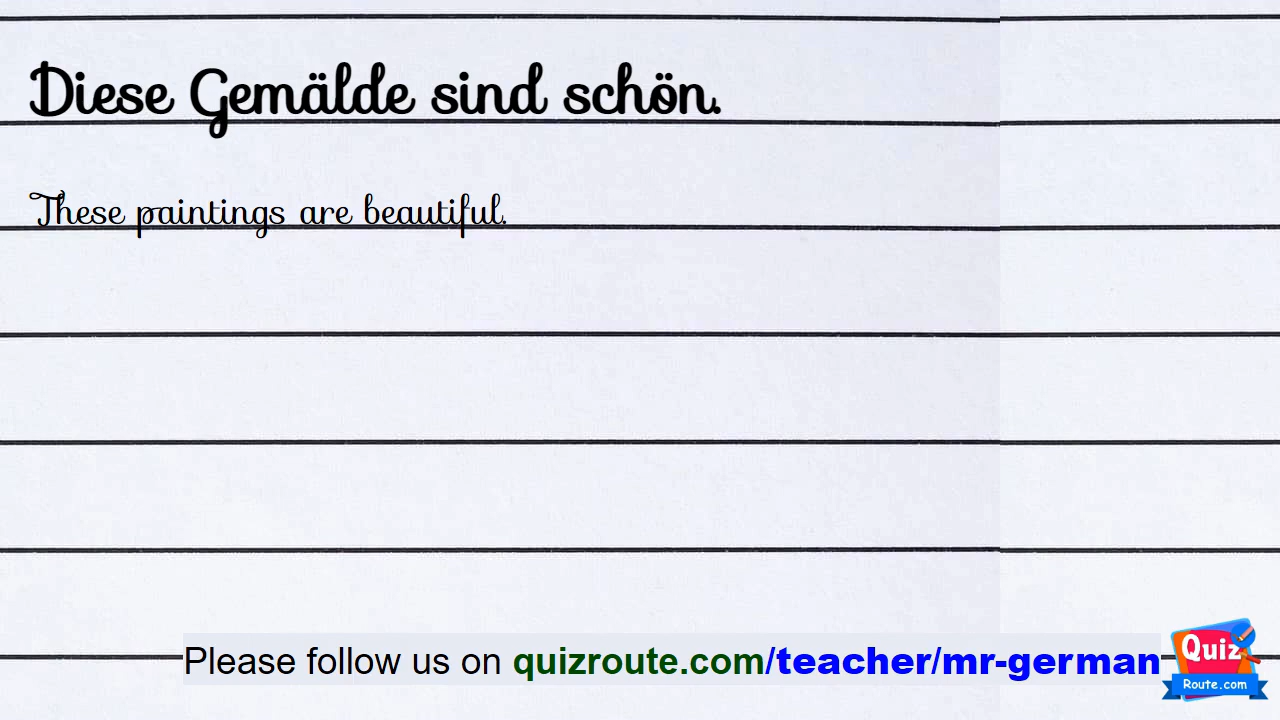 Diese Gemälde sind schön.
These paintings are beautiful.
Please follow us on quizroute.com/teacher/mr-german
Quiz
Route.com